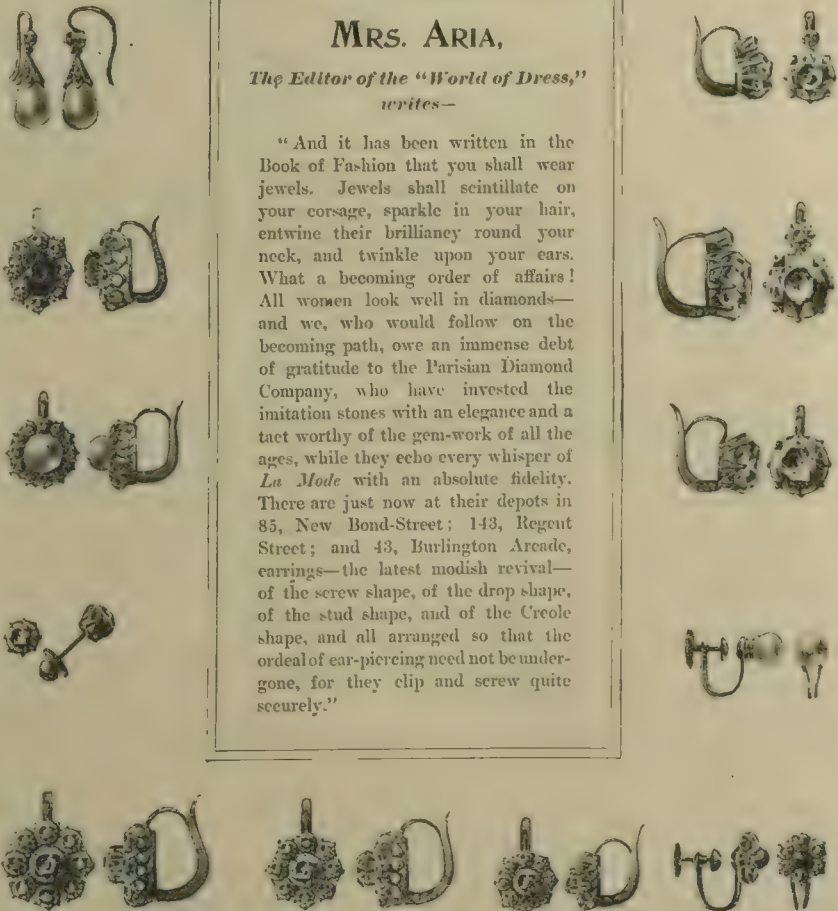 MRS. ARIA,
The Editor of the “World of Dress,”
writes—
“And it has been written in the
Book of Fashion that you shall wear
jewels. Jewels shall scintillate on
your corsage, sparkle in your hair,
entwine their brilliancy round your
neck, and twinkle upon your ears.
What a becoming order of affairs!
All women look well in diamonds—
and we, who would follow on the
becoming path, owe an immense debt
of gratitude to the Parisian Diamond
Company, who have invested the
imitation stones with an elegance and a
tact worthy of the gem-work of all the
ages, while they echo every whisper of
La Mode with an absolute fidelity.
There are just now at their depots in
85, New Bond-Street; 143, Regent
Street; and 43, Burlington Arcade,
earrings—the latest modish revival—
of the screw shape, of the drop shape,
of the stud shape, and of the Creole
shape, and all arranged so that the
ordeal of ear-piercing need not be under-
gone, for they clip and screw quite
securely.”